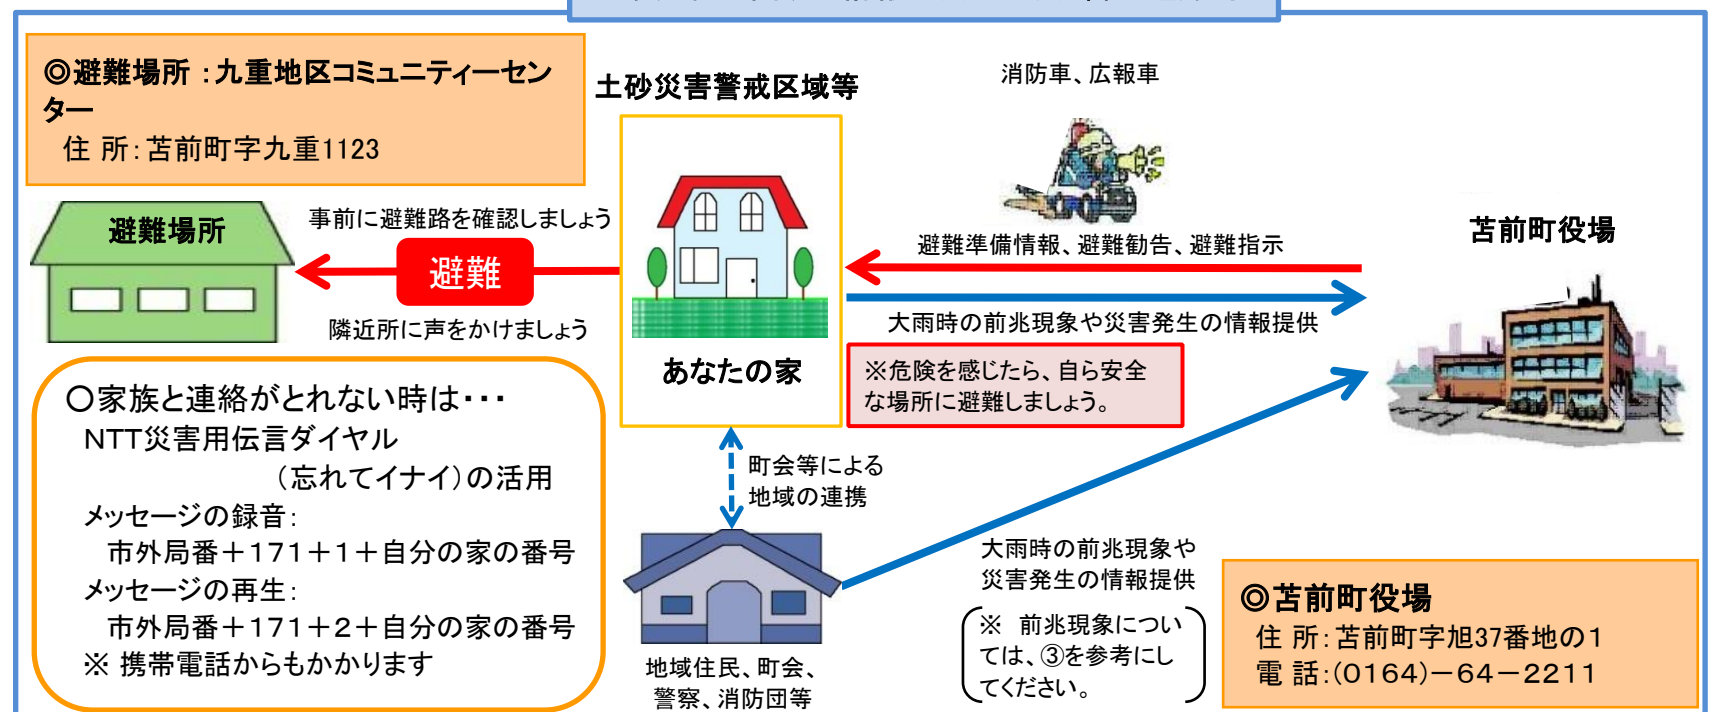 ◎避難場所：九重地区コミュニティーセン
ター
住 所：苫前町字九重1123
土砂災害警戒区域等
消防車、広報車
避難場所
事前に避難路を確認しましょう
避難
隣近所に声をかけましょう
あなたの家
避難準備情報、避難勧告、避難指示
大雨時の前兆現象や災害発生の情報提供
苫前町役場
※危険を感じたら、自ら安全
な場所に避難しましょう。
○家族と連絡がとれない時は・・・
NTT災害用伝言ダイヤル
（忘れてイナイ）の活用
メッセージの録音：
市外局番＋171＋1＋自分の家の番号
メッセージの再生：
市外局番＋171＋2＋自分の家の番号
※ 携帯電話からもかかります
町会等による
地域の連携
地域住民、町会、
警察、消防団等
大雨時の前兆現象や
災害発生の情報提供
※ 前兆現象につい
ては、③を参考にし
てください。
◎苫前町役場
住 所：苫前町字旭37番地の1
電 話：(0164)－64－2211